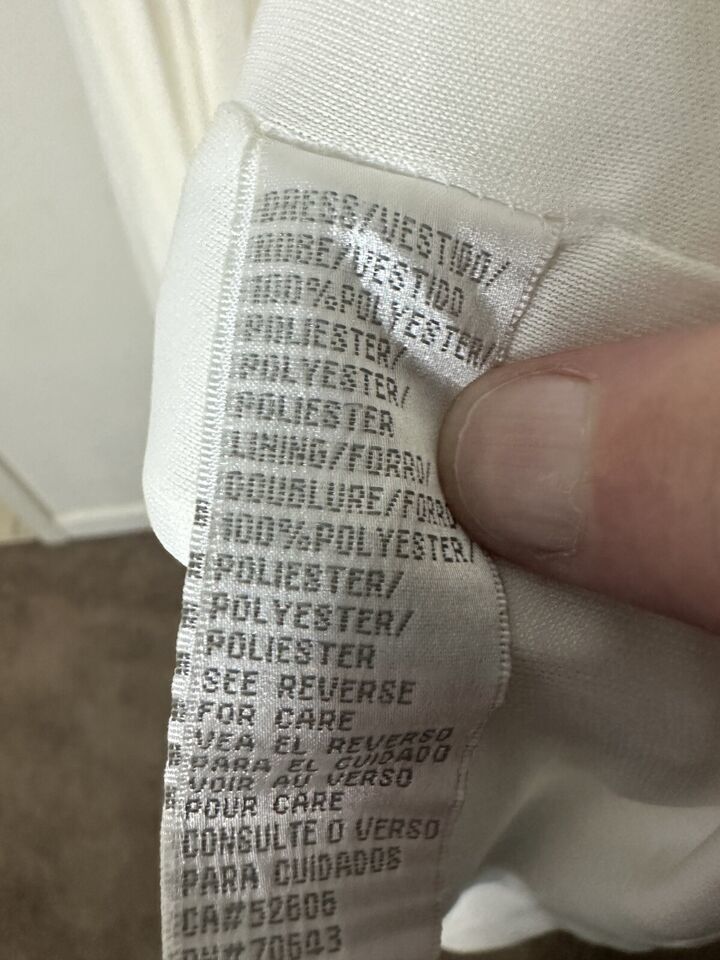 DRESS/VESTIDO/
ROBE/VESTIDO
100%POLYESTER/
POLIESTER/
POLYESTER/
POLIESTER
LINING/FORRO/
DOUBLURE/FORRO
100%POLYESTER/
POLIESTER/
POLYESTER/
POLIESTER
SEE REVERSE
FOR CARE
VEA EL REVERSO
PARA EL CUIDADO
VOIR AU VERSO
POUR CARE
CONSULTE O VERSO
PARA CUIDADOS
CA#52605
RN#70543